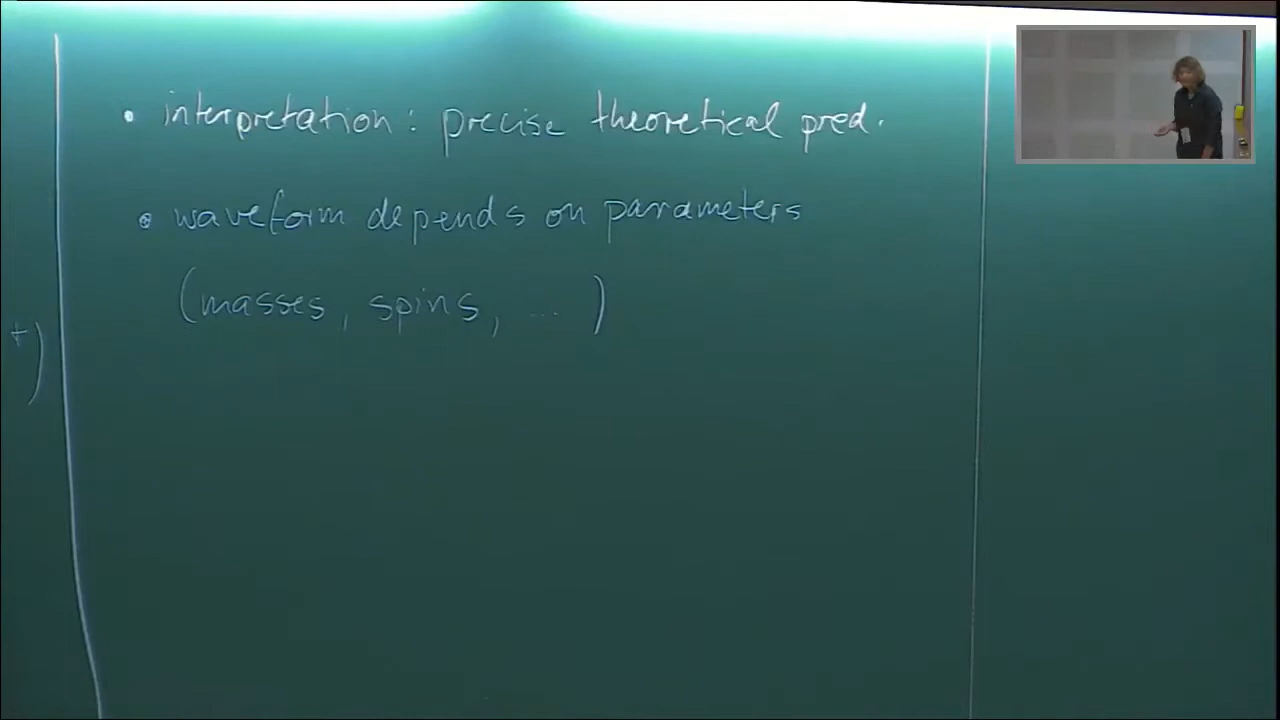 • interpretation: precise theoretical pred.
• waveform depends on parameters
(masses, spins, ... )
t)